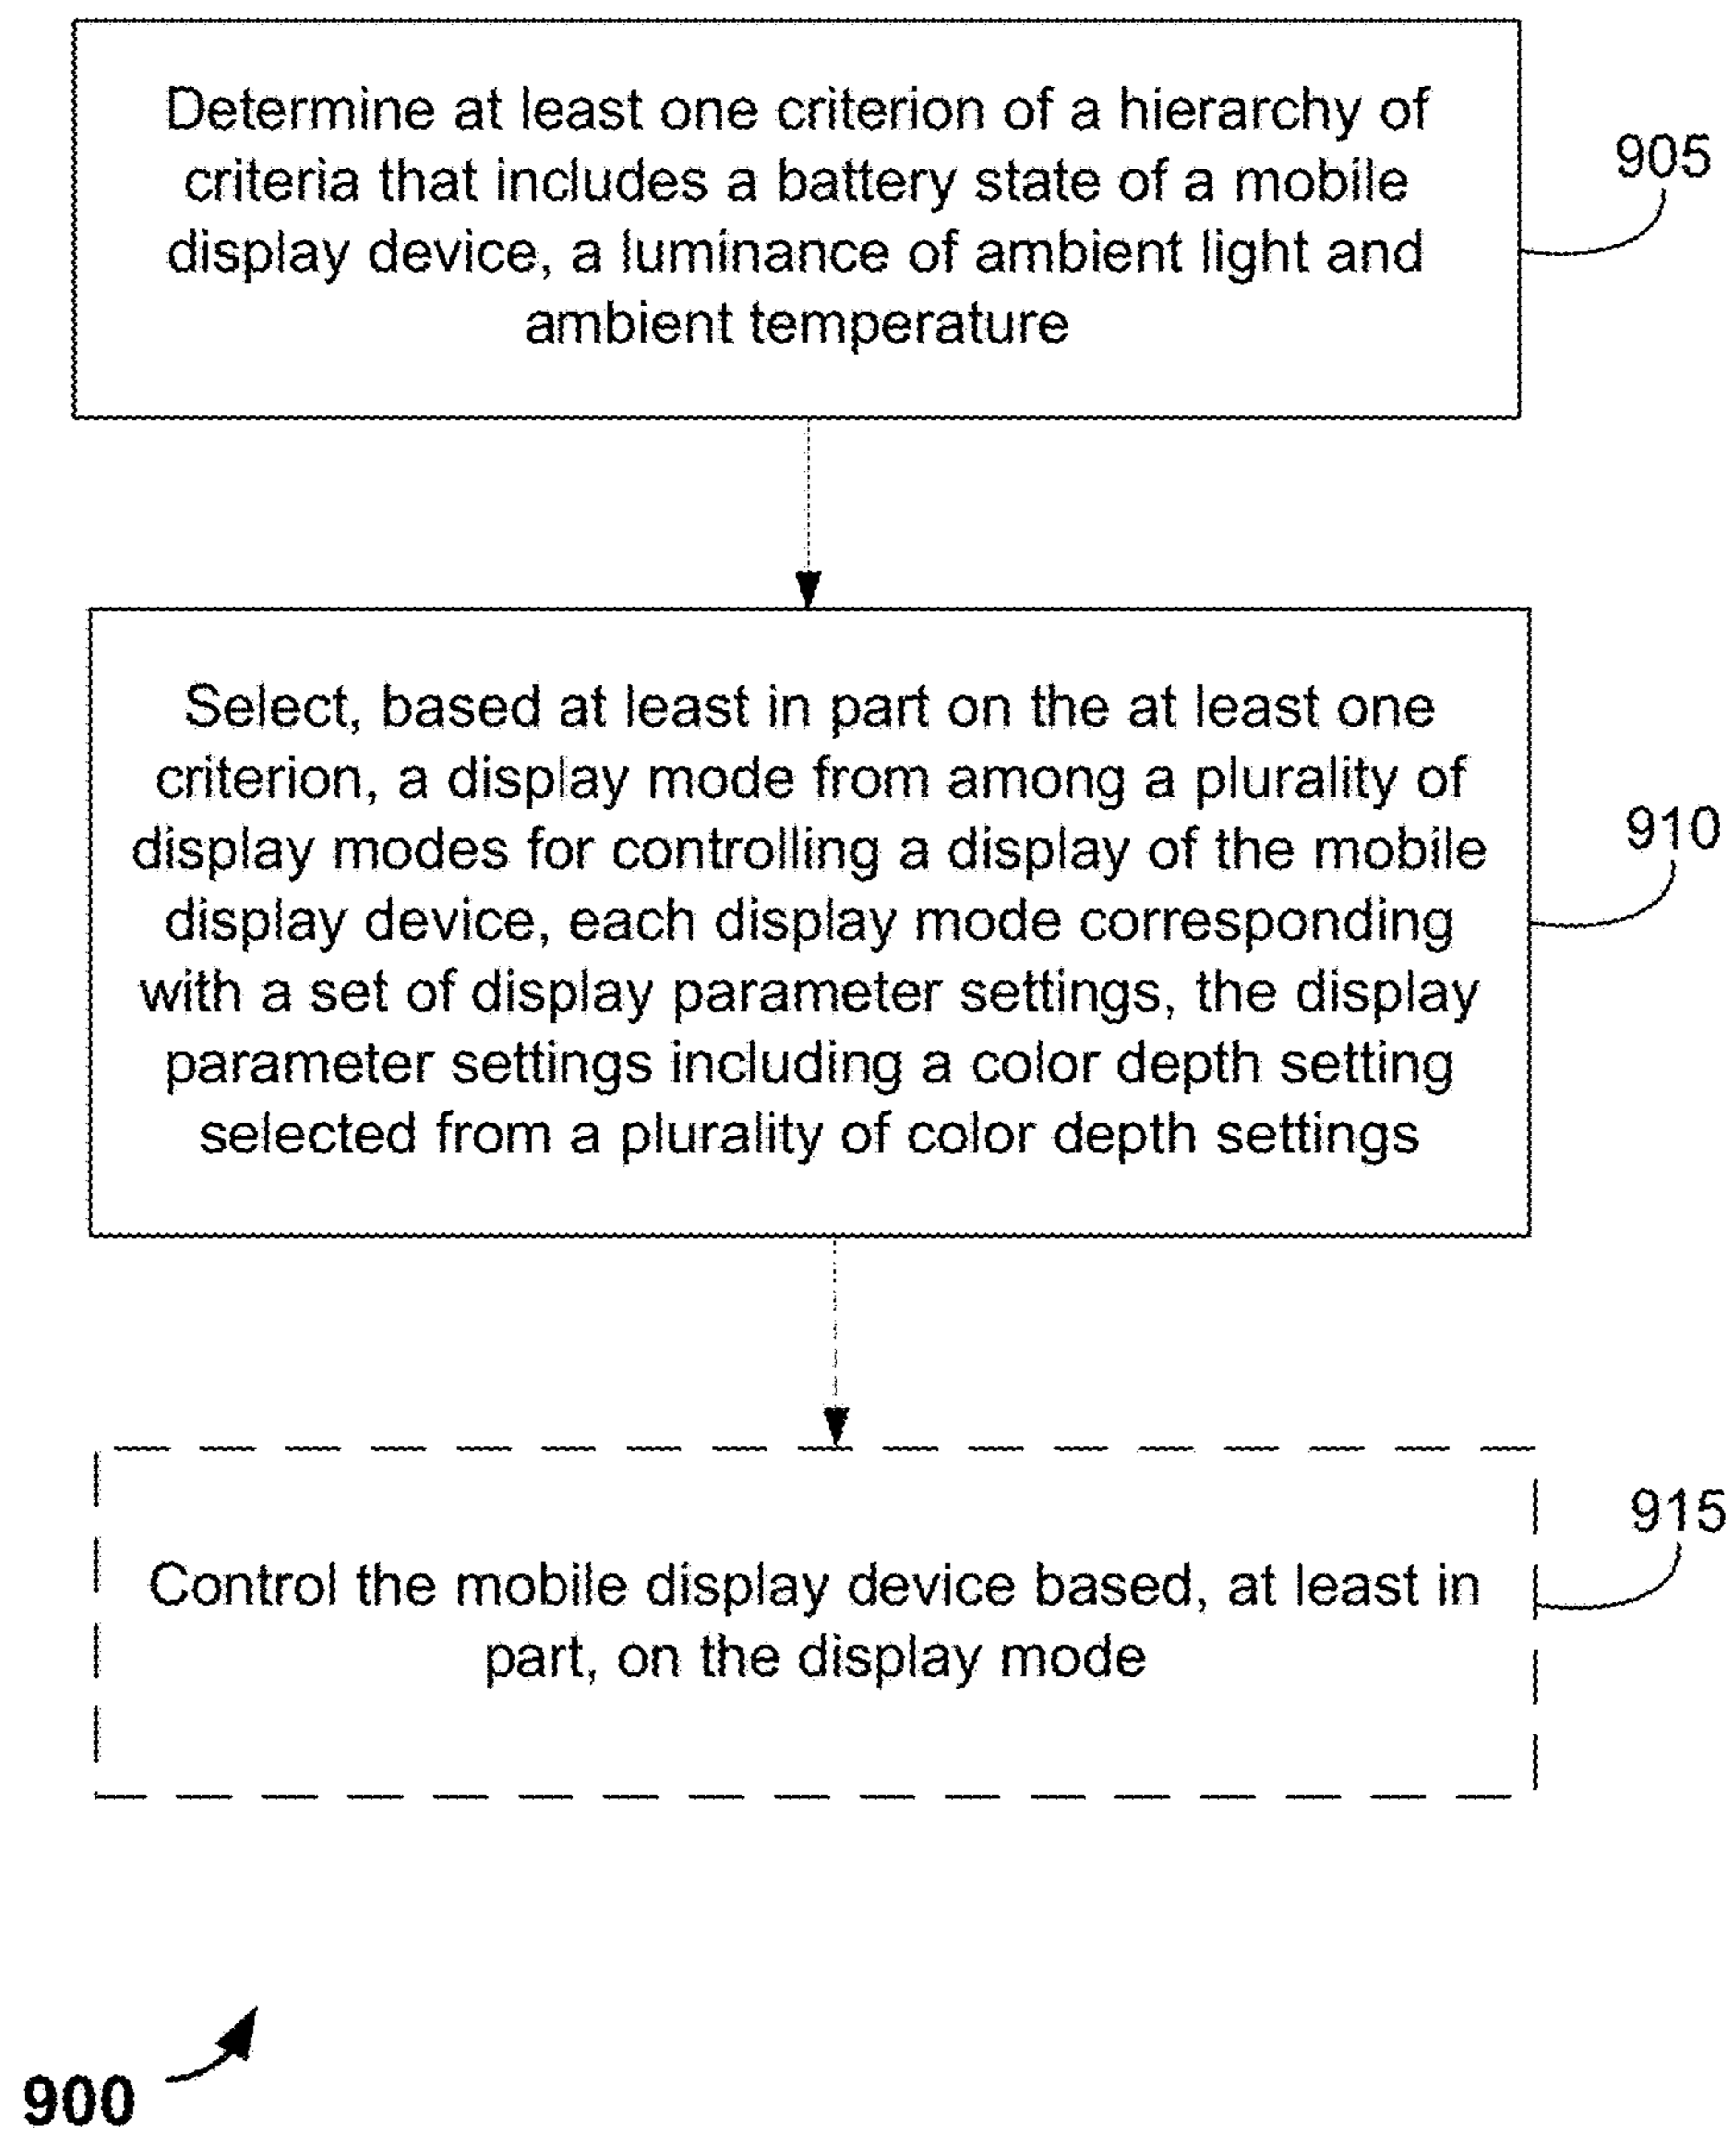 Determine at least one criterion of a hierarchy of
criteria that includes a battery state of a mobile
display device, a luminance of ambient light and
ambient temperature
905
Select, based at least in part on the at least one
criterion, a display mode from among a plurality of
display modes for controlling a display of the mobile
display device, each display mode corresponding
with a set of display parameter settings, the display
parameter settings including a color depth setting
selected from a plurality of color depth settings
910
Control the mobile display device based, at least in
part, on the display mode
915
900